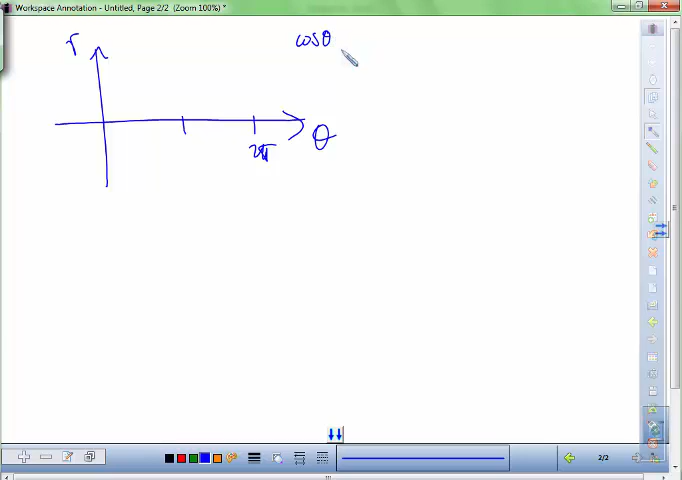 Workspace Annotation - Untitled, Page 2/2 (Zoom 100%) *
r
cosθ
θ
2π
2/2